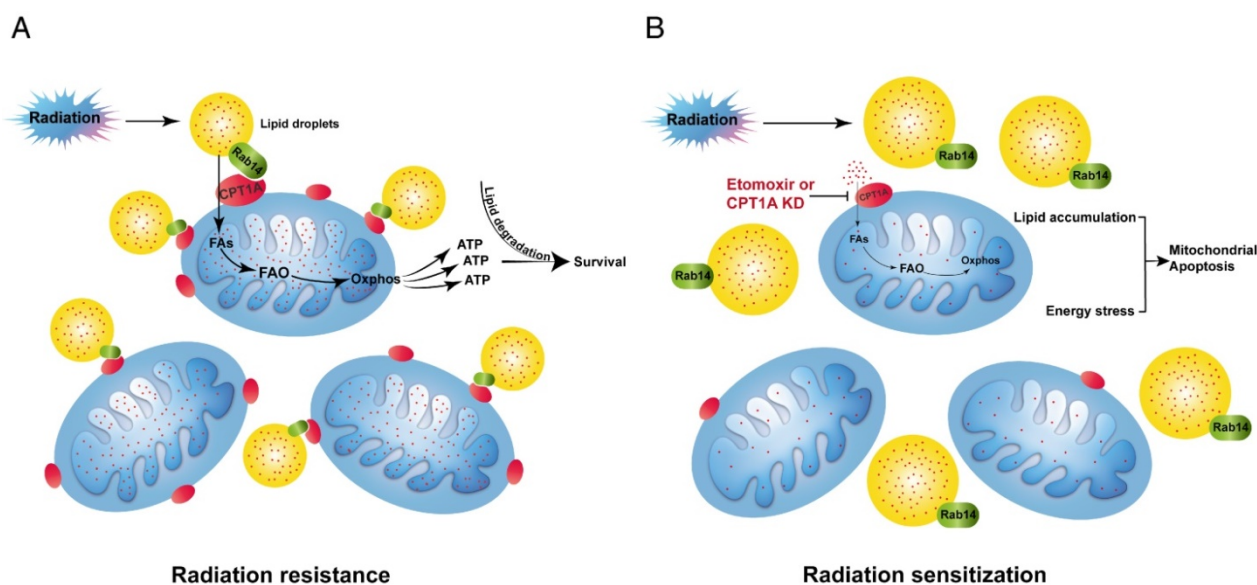 A
Radiation
Lipid droplets
Rab14
CPT1A
FAs
FAO
Oxphos
ATP
ATP
ATP
Lipid degradation
Survival
Radiation resistance
B
Radiation
Rab14
Rab14
Etomoxir or
CPT1A KD
CPT1A
FAs
FAO
Oxphos
Lipid accumulation
Mitochondrial
Apoptosis
Energy stress
Rab14
Rab14
Rab14
Radiation sensitization